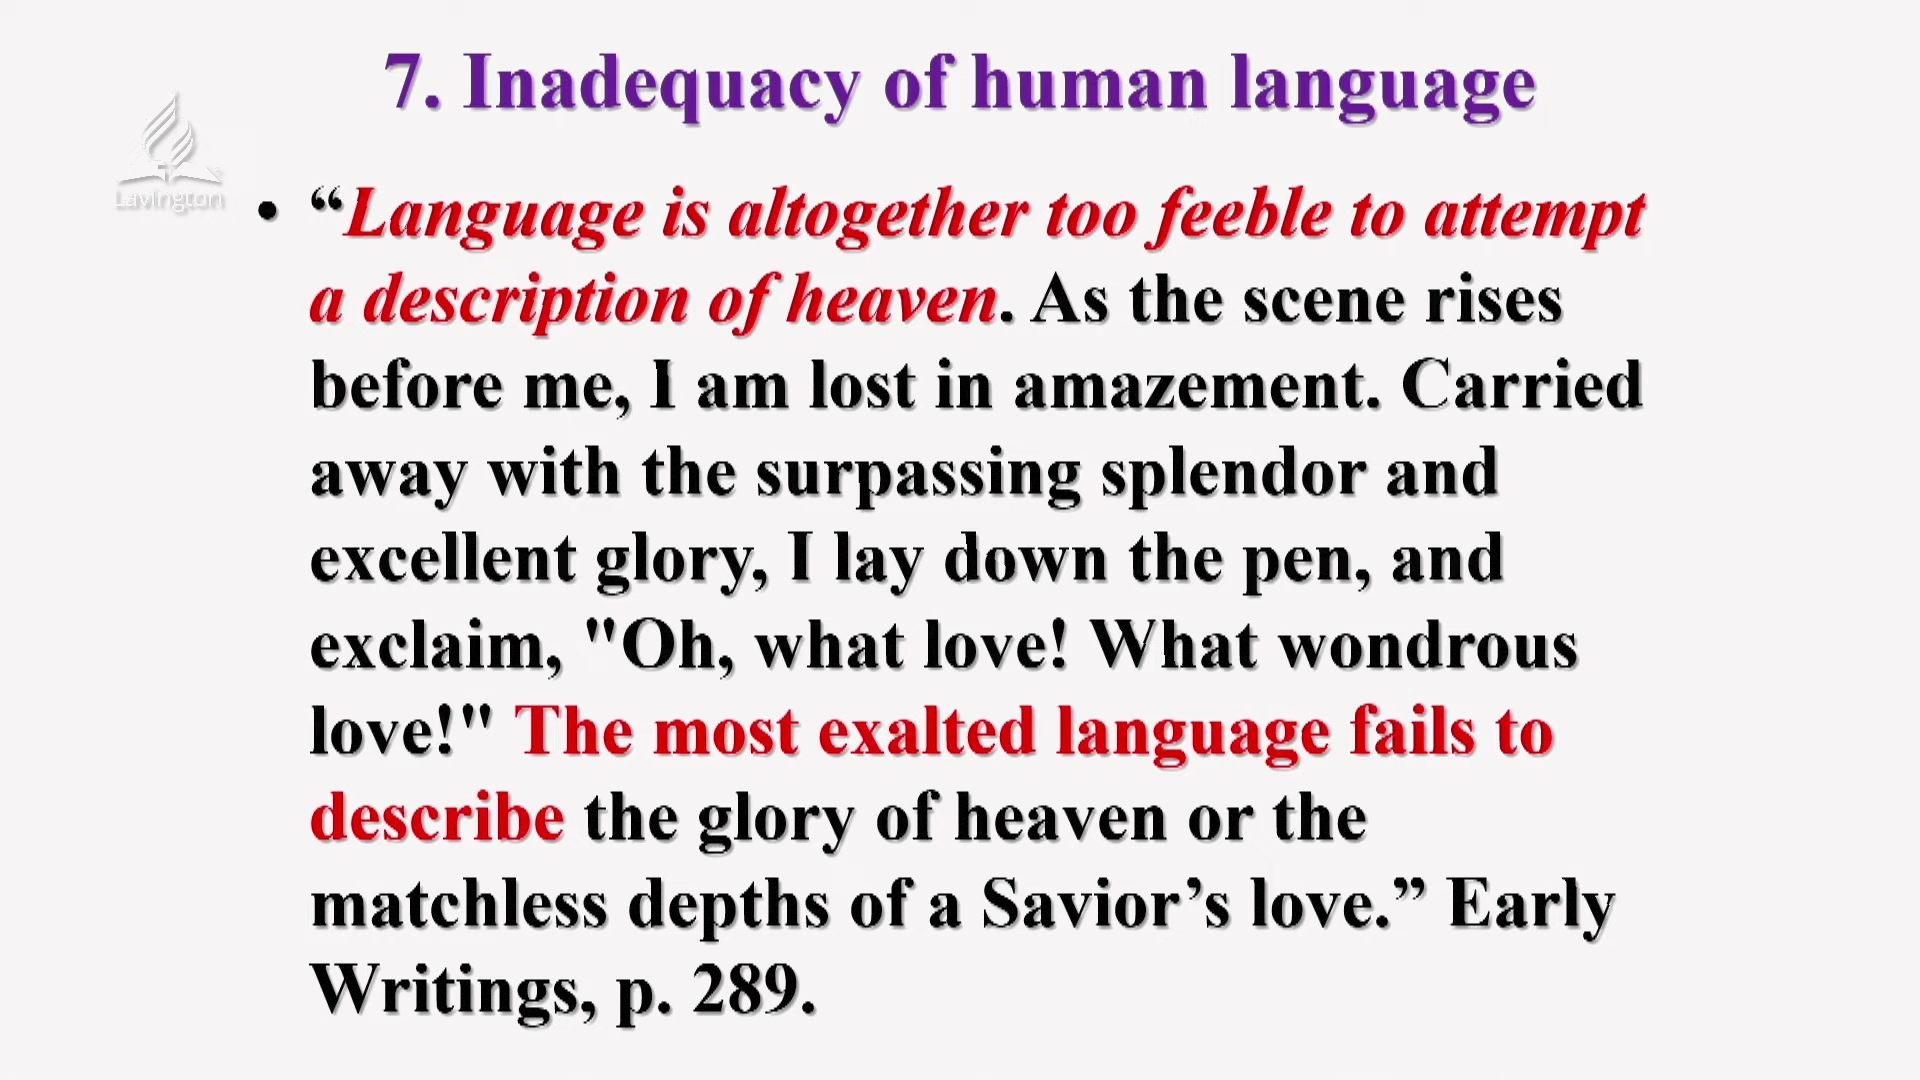 7. Inadequacy of human language
Lavington
• “Language is altogether too feeble to attempt
a description of heaven. As the scene rises
before me, I am lost in amazement. Carried
away with the surpassing splendor and
excellent glory, I lay down the pen, and
exclaim, "Oh, what love! What wondrous
love!" The most exalted language fails to
describe the glory of heaven or the
matchless depths of a Savior’s love.” Early
Writings, p. 289.